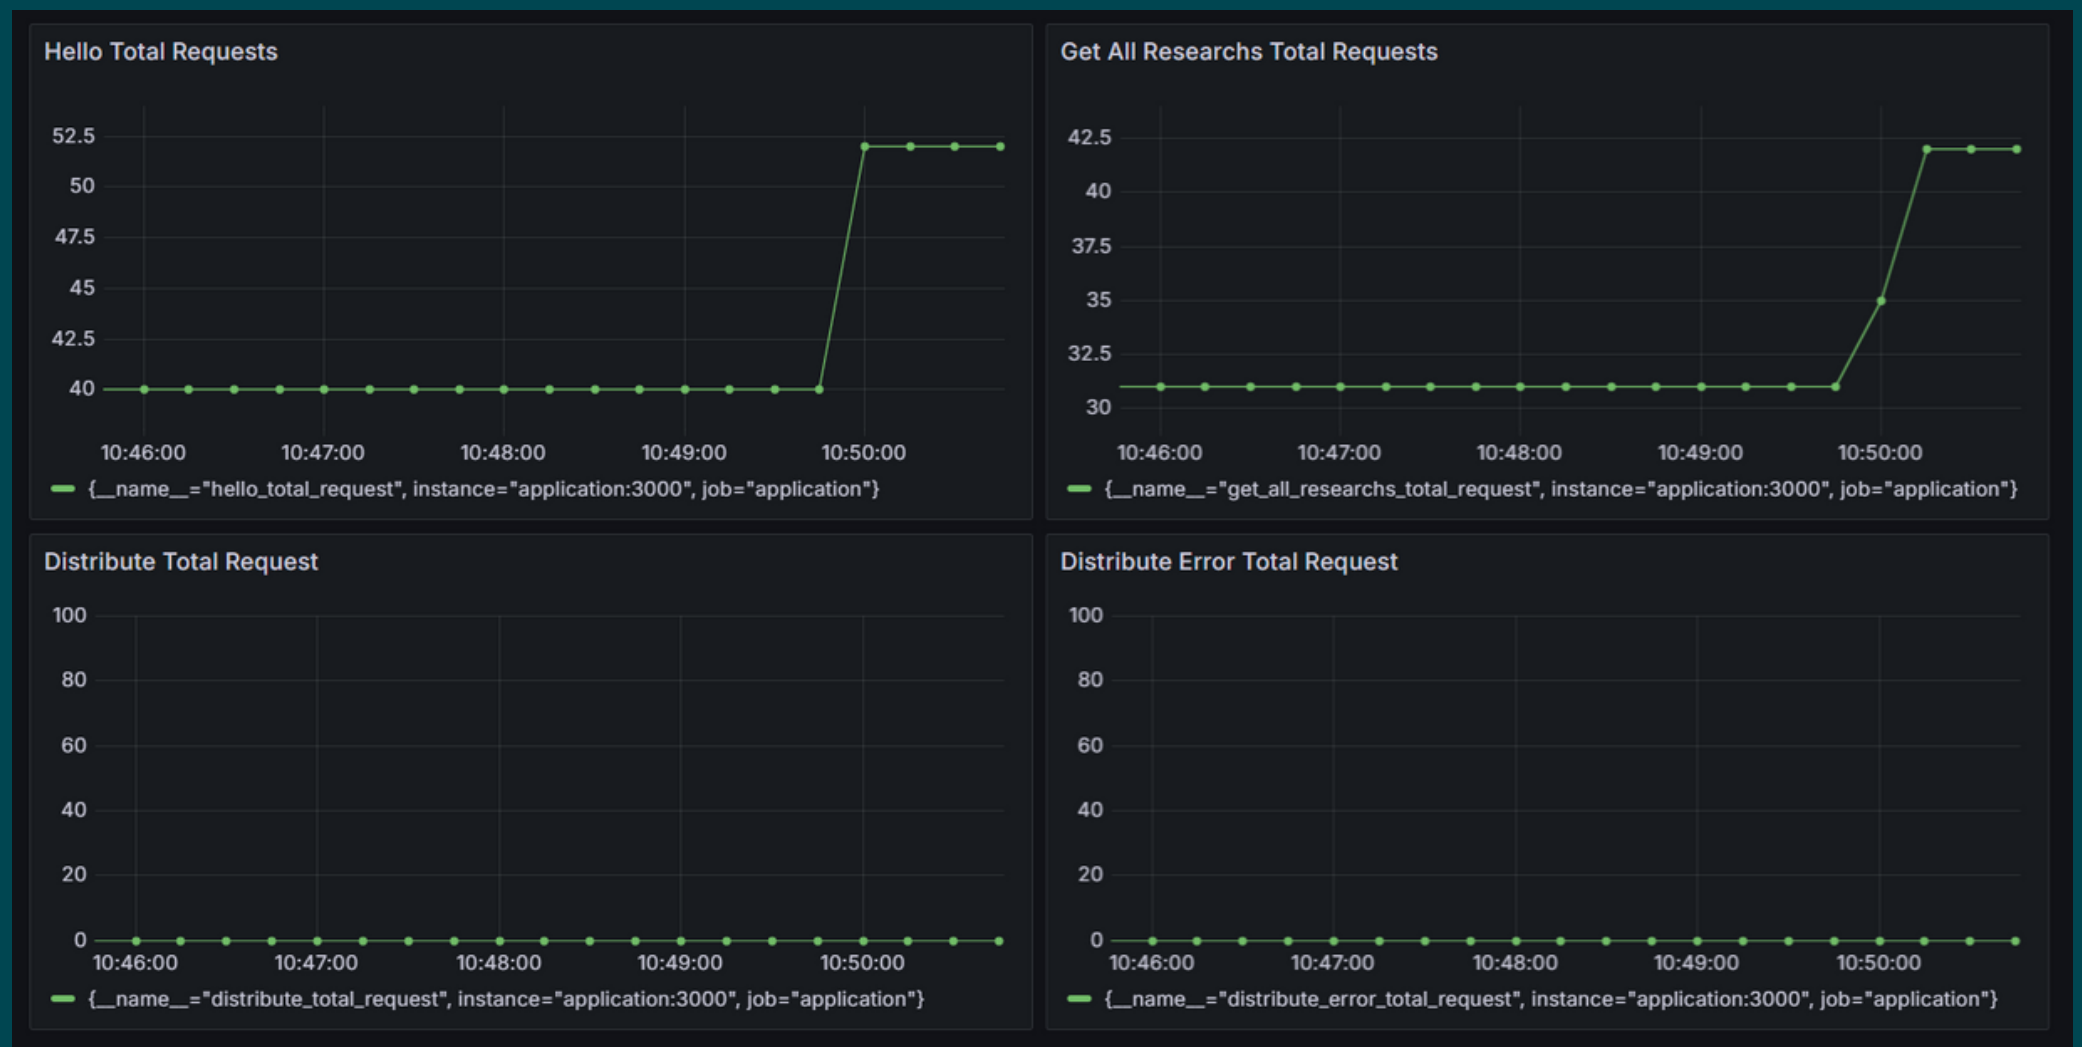 Hello Total Requests
52.5
50
47.5
45
42.5
40
10:46:00 10:47:00 10:48:00 10:49:00 10:50:00
{__name__="hello_total_request", instance="application:3000", job="application"}
Get All Researchs Total Requests
42.5
40
37.5
35
32.5
30
10:46:00 10:47:00 10:48:00 10:49:00 10:50:00
{__name__="get_all_researchs_total_request", instance="application:3000", job="application"}
Distribute Total Request
100
80
60
40
20
0
10:46:00 10:47:00 10:48:00 10:49:00 10:50:00
{__name__="distribute_total_request", instance="application:3000", job="application"}
Distribute Error Total Request
100
80
60
40
20
0
10:46:00 10:47:00 10:48:00 10:49:00 10:50:00
{__name__="distribute_error_total_request", instance="application:3000", job="application"}